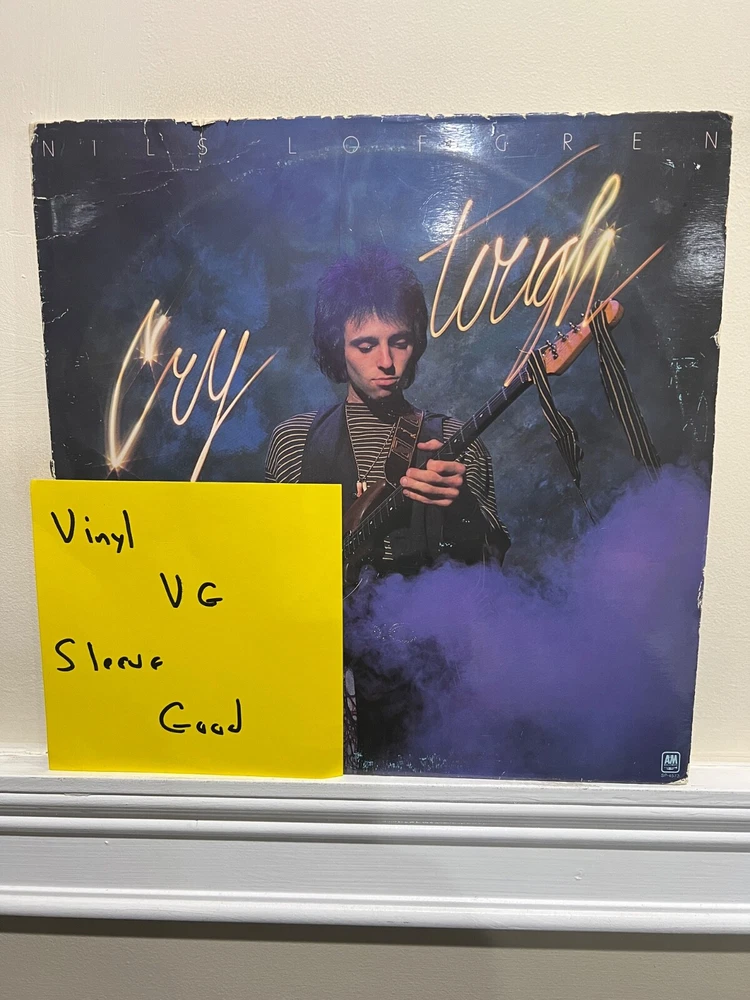 NILS LOFGREN
Cry tough
Vinyl
VG
Sleeve
Good
A&M